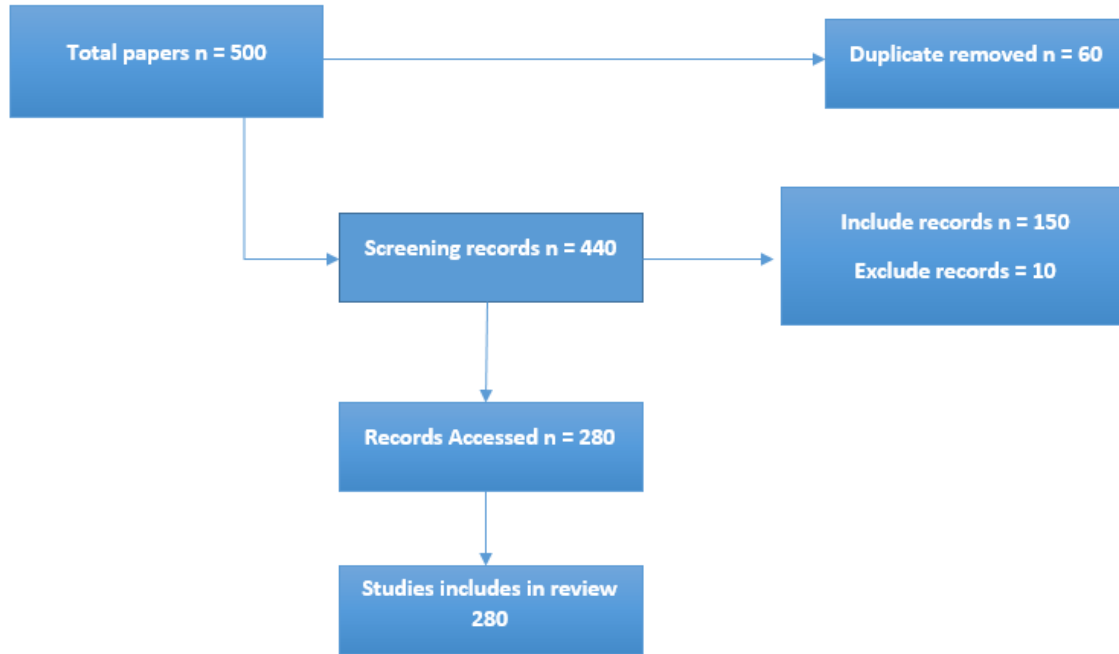 Total papers n = 500
Duplicate removed n = 60
Include records n = 150
Exclude records = 10
Screening records n = 440
Records Accessed n = 280
Studies includes in review
280